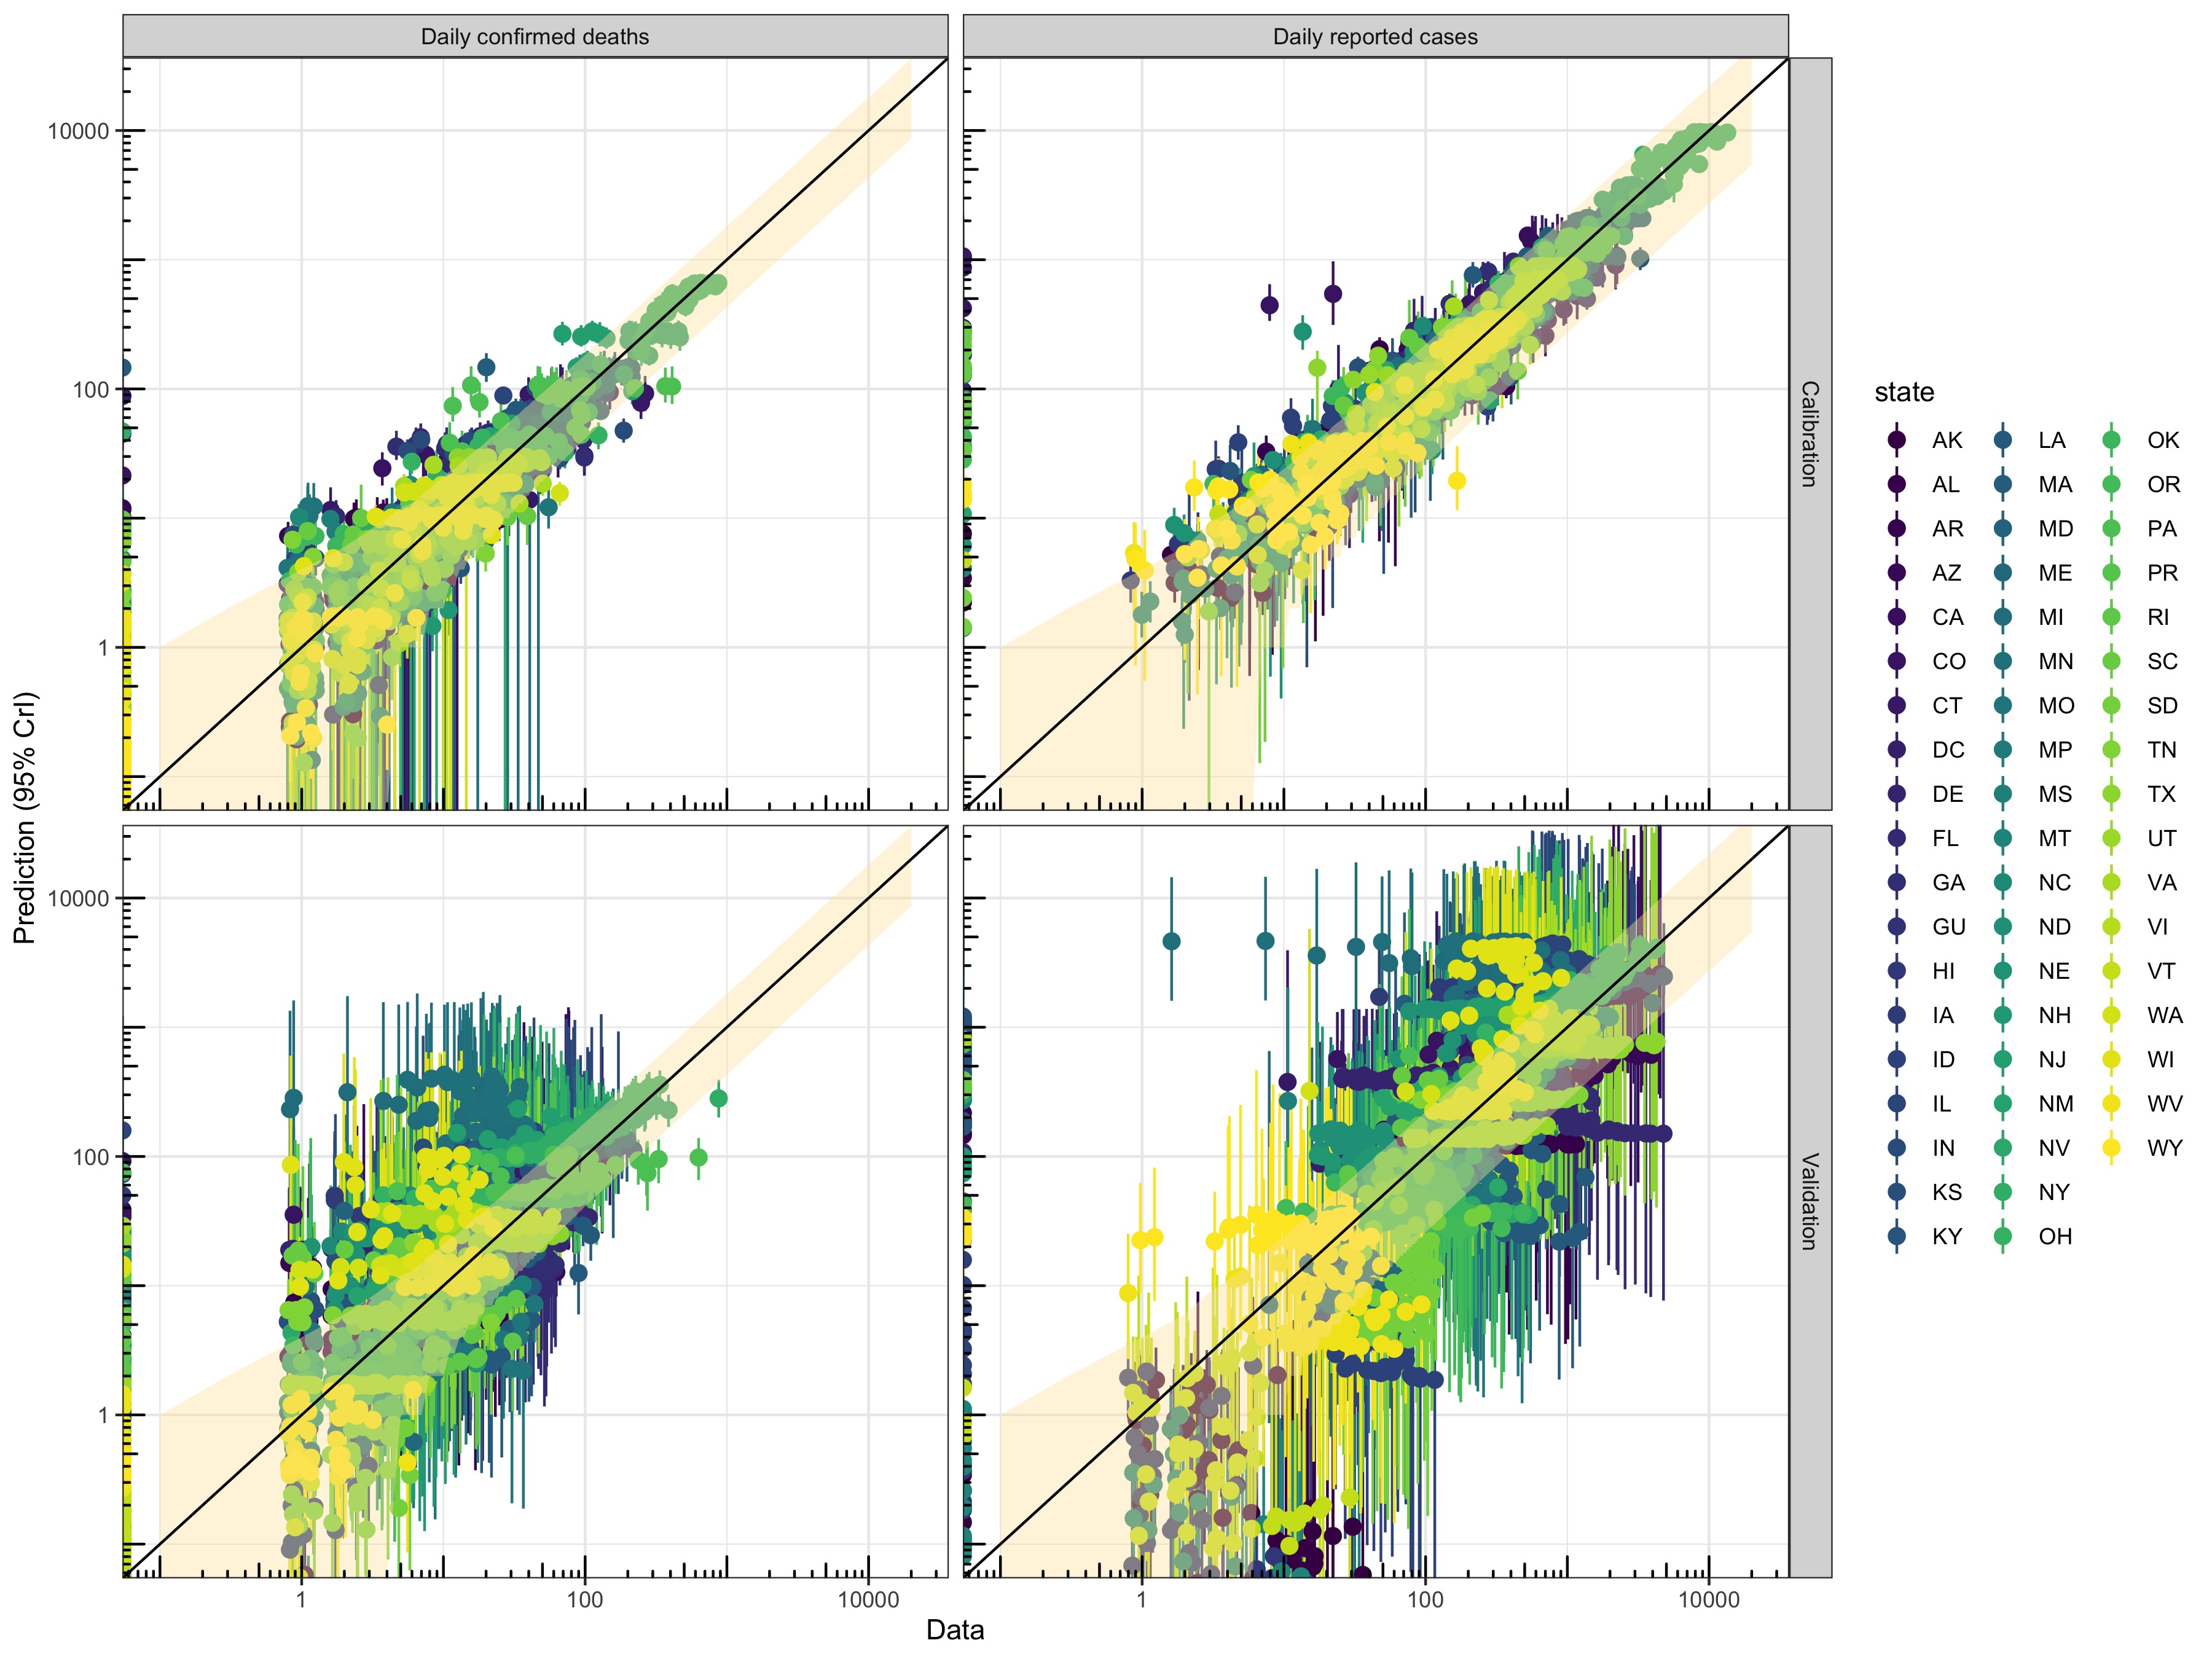 Daily confirmed deaths
Daily reported cases
10000
100
1
Calibration
10000
100
1
Validation
1
100
10000
1
100
10000
Prediction (95% CrI)
Data
state
AK
AL
AR
AZ
CA
CO
CT
DC
DE
FL
GA
GU
HI
IA
ID
IL
IN
KS
KY
LA
MA
MD
ME
MI
MN
MO
MP
MS
MT
NC
ND
NE
NH
NJ
NM
NV
NY
OH
OK
OR
PA
PR
RI
SC
SD
TN
TX
UT
VA
VI
VT
WA
WI
WV
WY